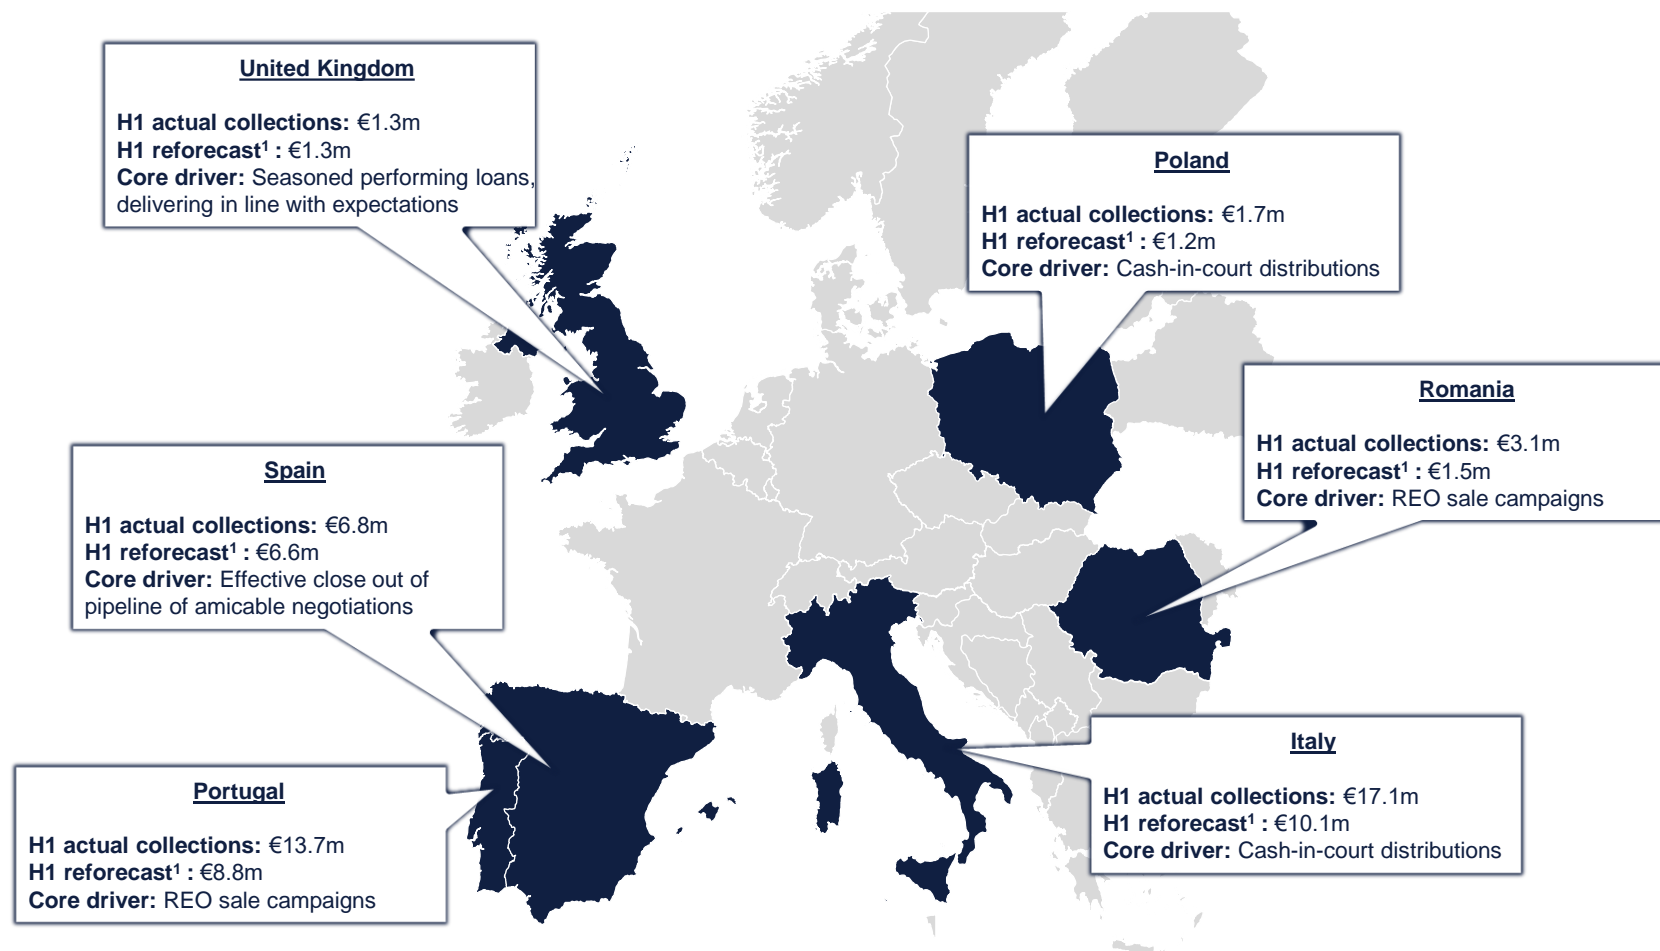 United Kingdom
H1 actual collections: €1.3m
H1 reforecast¹ : €1.3m
Core driver: Seasoned performing loans,
delivering in line with expectations
Poland
H1 actual collections: €1.7m
H1 reforecast¹ : €1.2m
Core driver: Cash-in-court distributions
Romania
H1 actual collections: €3.1m
H1 reforecast¹ : €1.5m
Core driver: REO sale campaigns
Spain
H1 actual collections: €6.8m
H1 reforecast¹ : €6.6m
Core driver: Effective close out of
pipeline of amicable negotiations
Italy
H1 actual collections: €17.1m
H1 reforecast¹ : €10.1m
Core driver: Cash-in-court distributions
Portugal
H1 actual collections: €13.7m
H1 reforecast¹ : €8.8m
Core driver: REO sale campaigns